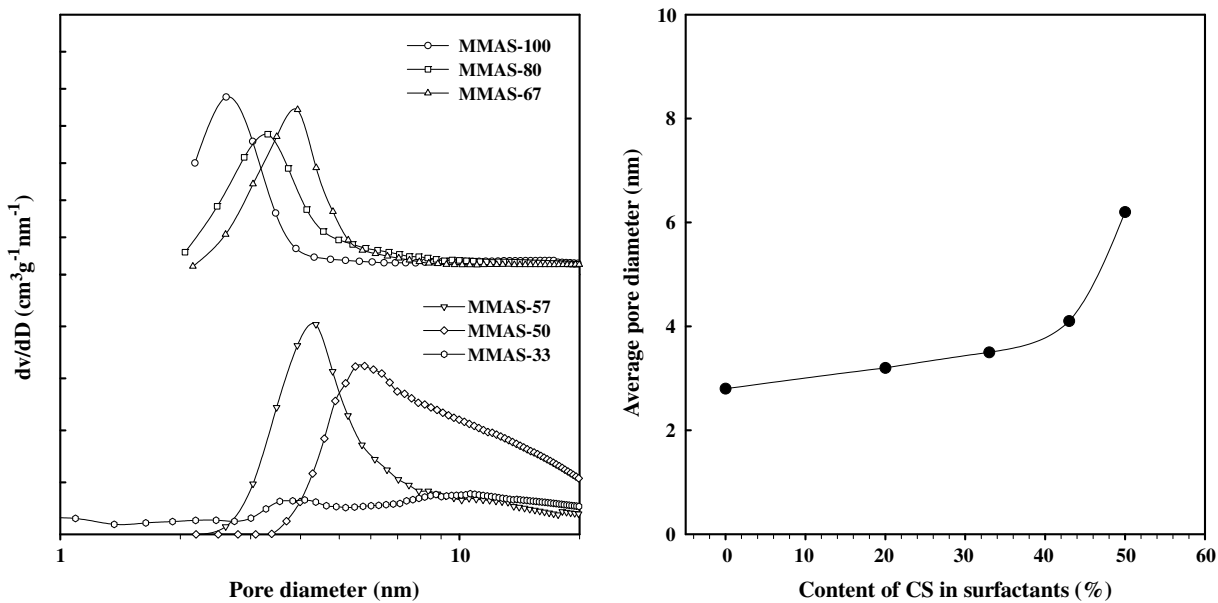 MMAS-100
MMAS-80
MMAS-67
MMAS-57
MMAS-50
MMAS-33
dv/dD (cm³g⁻¹nm⁻¹)
1
10
Pore diameter (nm)
10
8
6
4
2
0
Average pore diameter (nm)
0
10
20
30
40
50
60
Content of CS in surfactants (%)